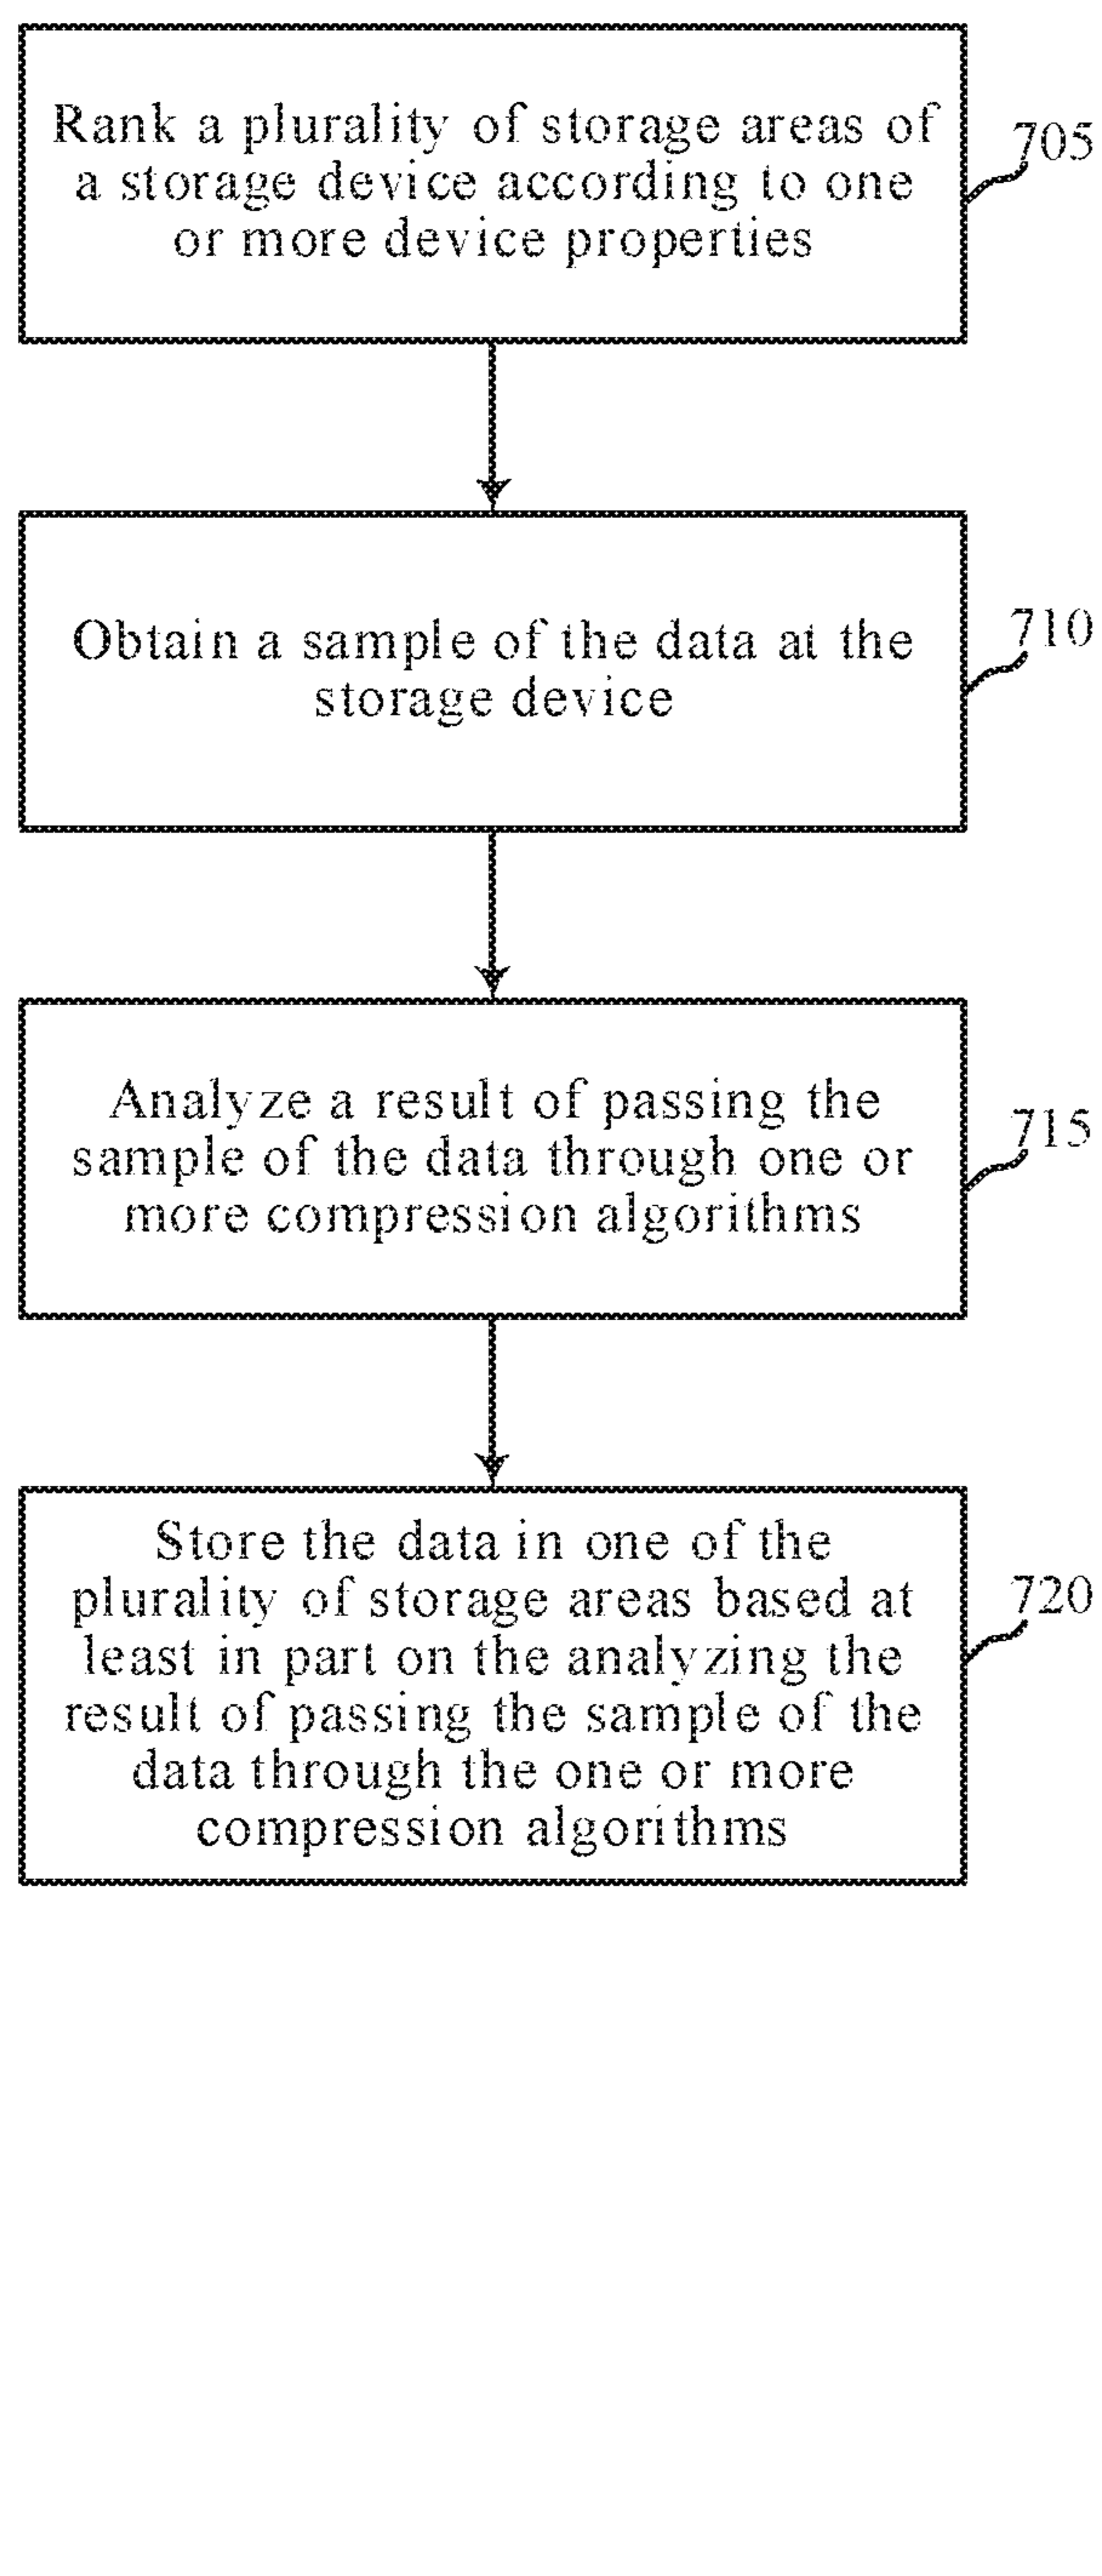 Rank a plurality of storage areas of
a storage device according to one
or more device properties
705
Obtain a sample of the data at the
storage device
710
Analyze a result of passing the
sample of the data through one or
more compression algorithms
715
Store the data in one of the
plurality of storage areas based at
least in part on the analyzing the
result of passing the sample of the
data through the one or more
compression algorithms
720